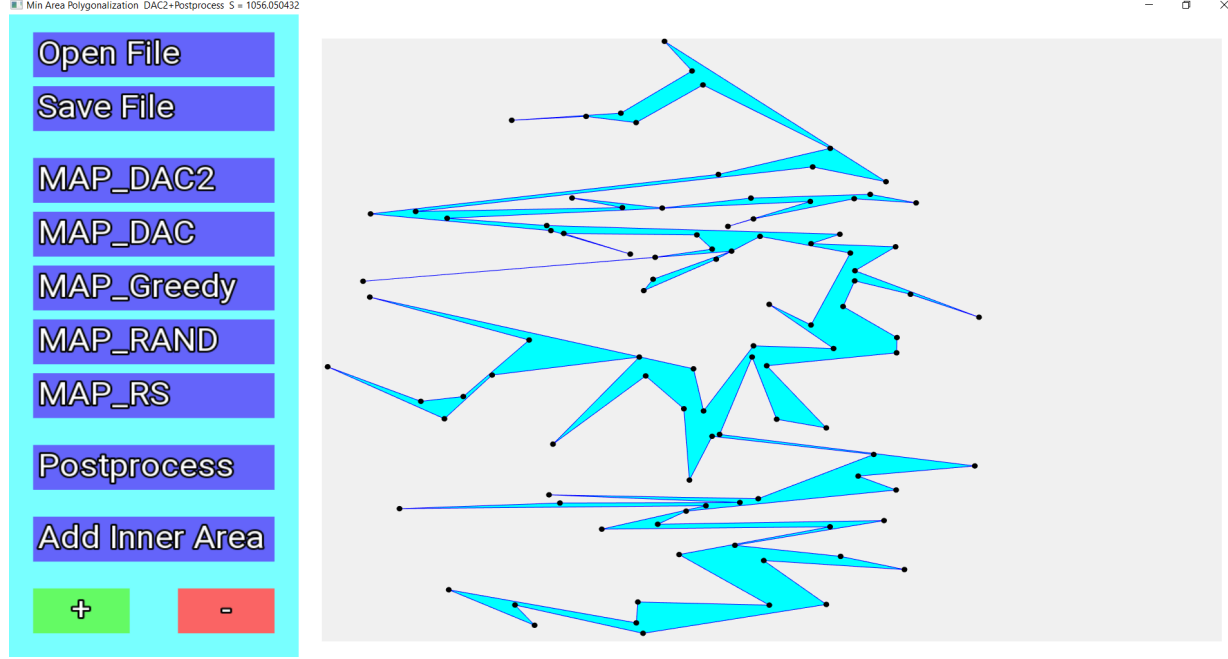 Min Area Polygonalization DAC2+Postprocess S = 1056.050432
Open File
Save File
MAP_DAC2
MAP_DAC
MAP_Greedy
MAP_RAND
MAP_RS
Postprocess
Add Inner Area
+ -